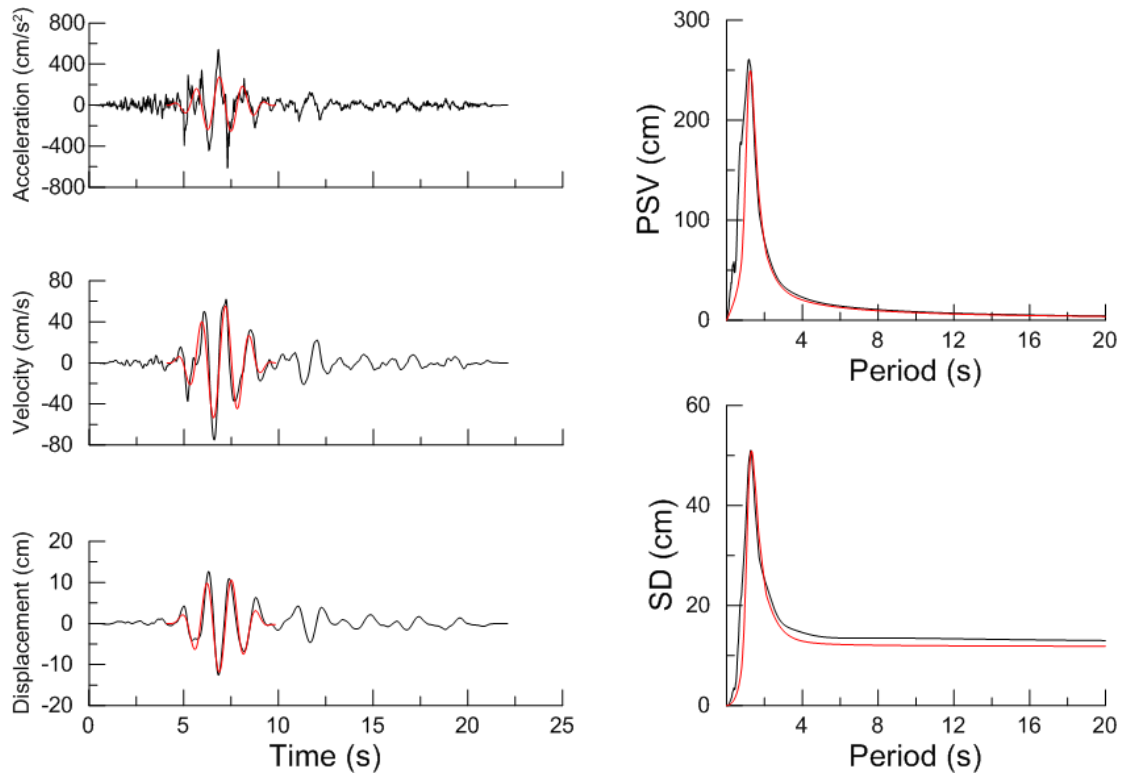 Acceleration (cm/s²)
800
400
0
-400
-800
Velocity (cm/s)
80
40
0
-40
-80
Displacement (cm)
20
10
0
-10
-20
0 5 10 15 20 25
Time (s)
PSV (cm)
300
200
100
0
4 8 12 16 20
Period (s)
SD (cm)
60
40
20
0
4 8 12 16 20
Period (s)